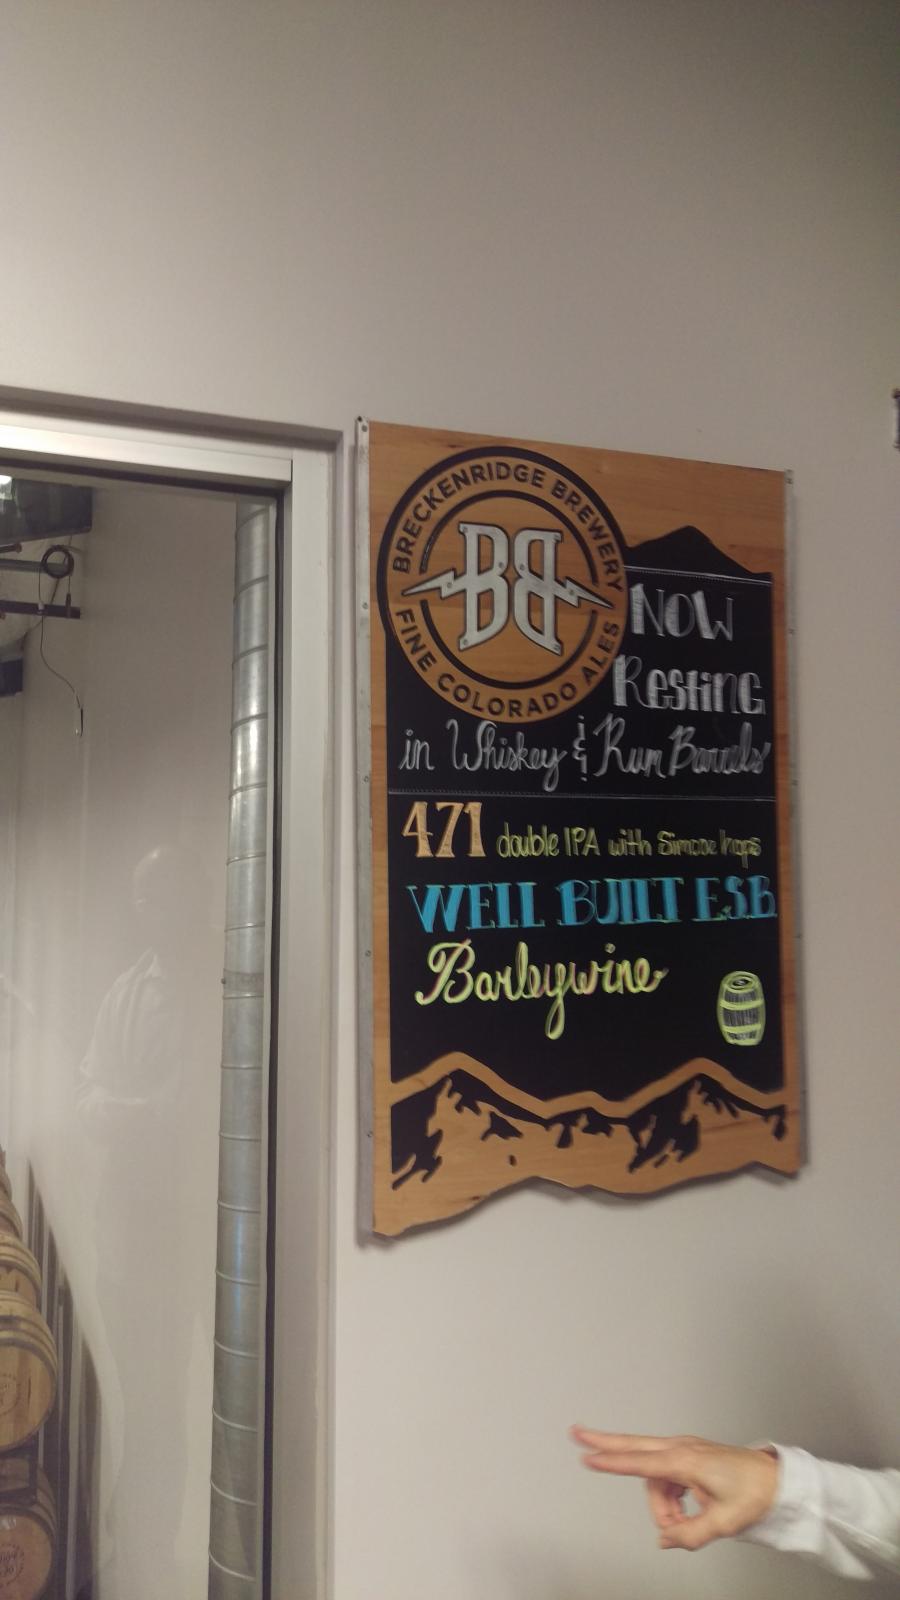 BRECKENRIDGE BREWERY
BB
FINE COLORADO ALES
NOW
Resting
in Whiskey & Rum Barrels
471 double IPA with Simcoe hops
WELL BUILT E.S.B.
Barleywine